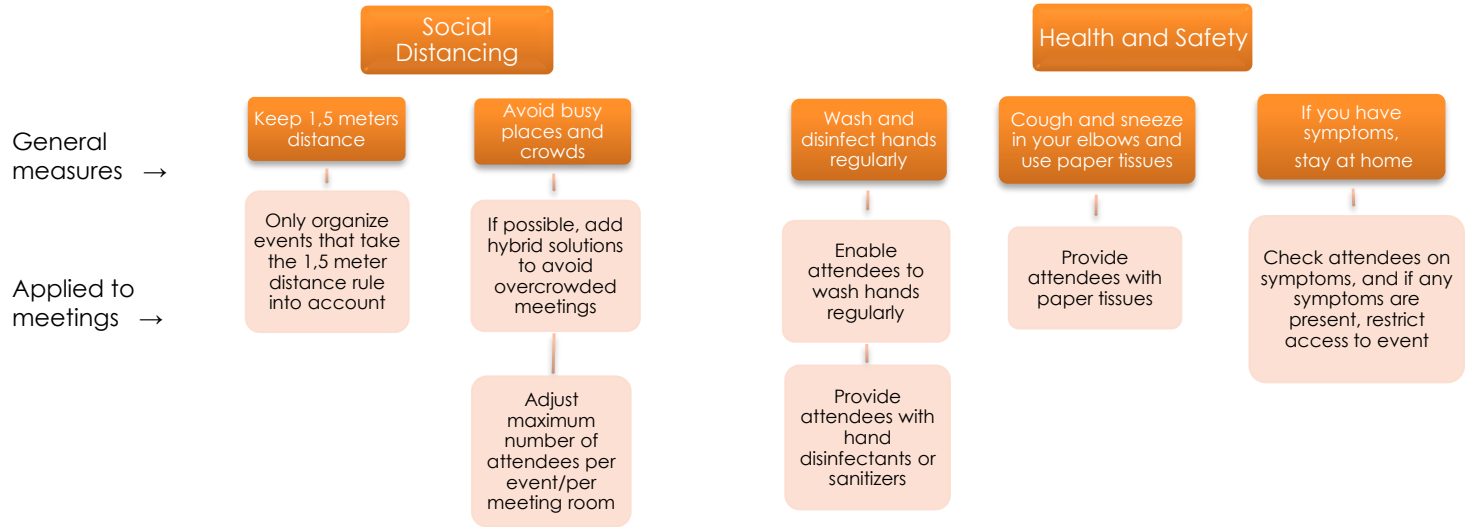 Social
Distancing
Health and Safety
General
measures →
Keep 1,5 meters
distance
Avoid busy
places and
crowds
Wash and
disinfect hands
regularly
Cough and sneeze
in your elbows and
use paper tissues
If you have
symptoms,
stay at home
Applied to
meetings →
Only organize
events that take
the 1,5 meter
distance rule
into account
If possible, add
hybrid solutions
to avoid
overcrowded
meetings
Adjust
maximum
number of
attendees per
event/per
meeting room
Enable
attendees to
wash hands
regularly
Provide
attendees with
hand
disinfectants or
sanitizers
Provide
attendees with
paper tissues
Check attendees on
symptoms, and if any
symptoms are
present, restrict
access to event